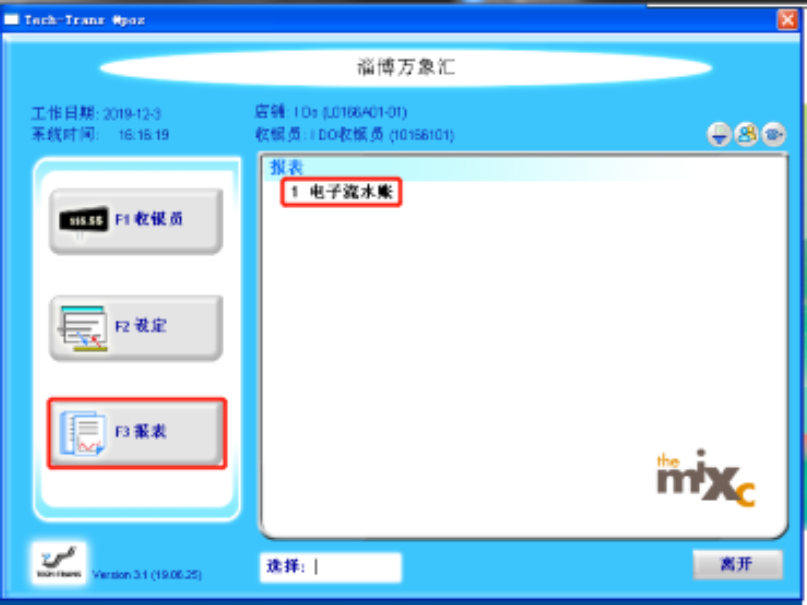 Tech-Trans @poz
淄博万象汇
工作日期: 2019-12-3
系统时间: 16:16:19
店铺: I Do (L0166A01-01)
收银员: I DO收银员 (10166101)
F1 收银员
F2 设定
F3 报表
报表
1 电子流水账
the
mixc
TECH-TRANS
Version 3.1 (19.06.25)
选择:
离开